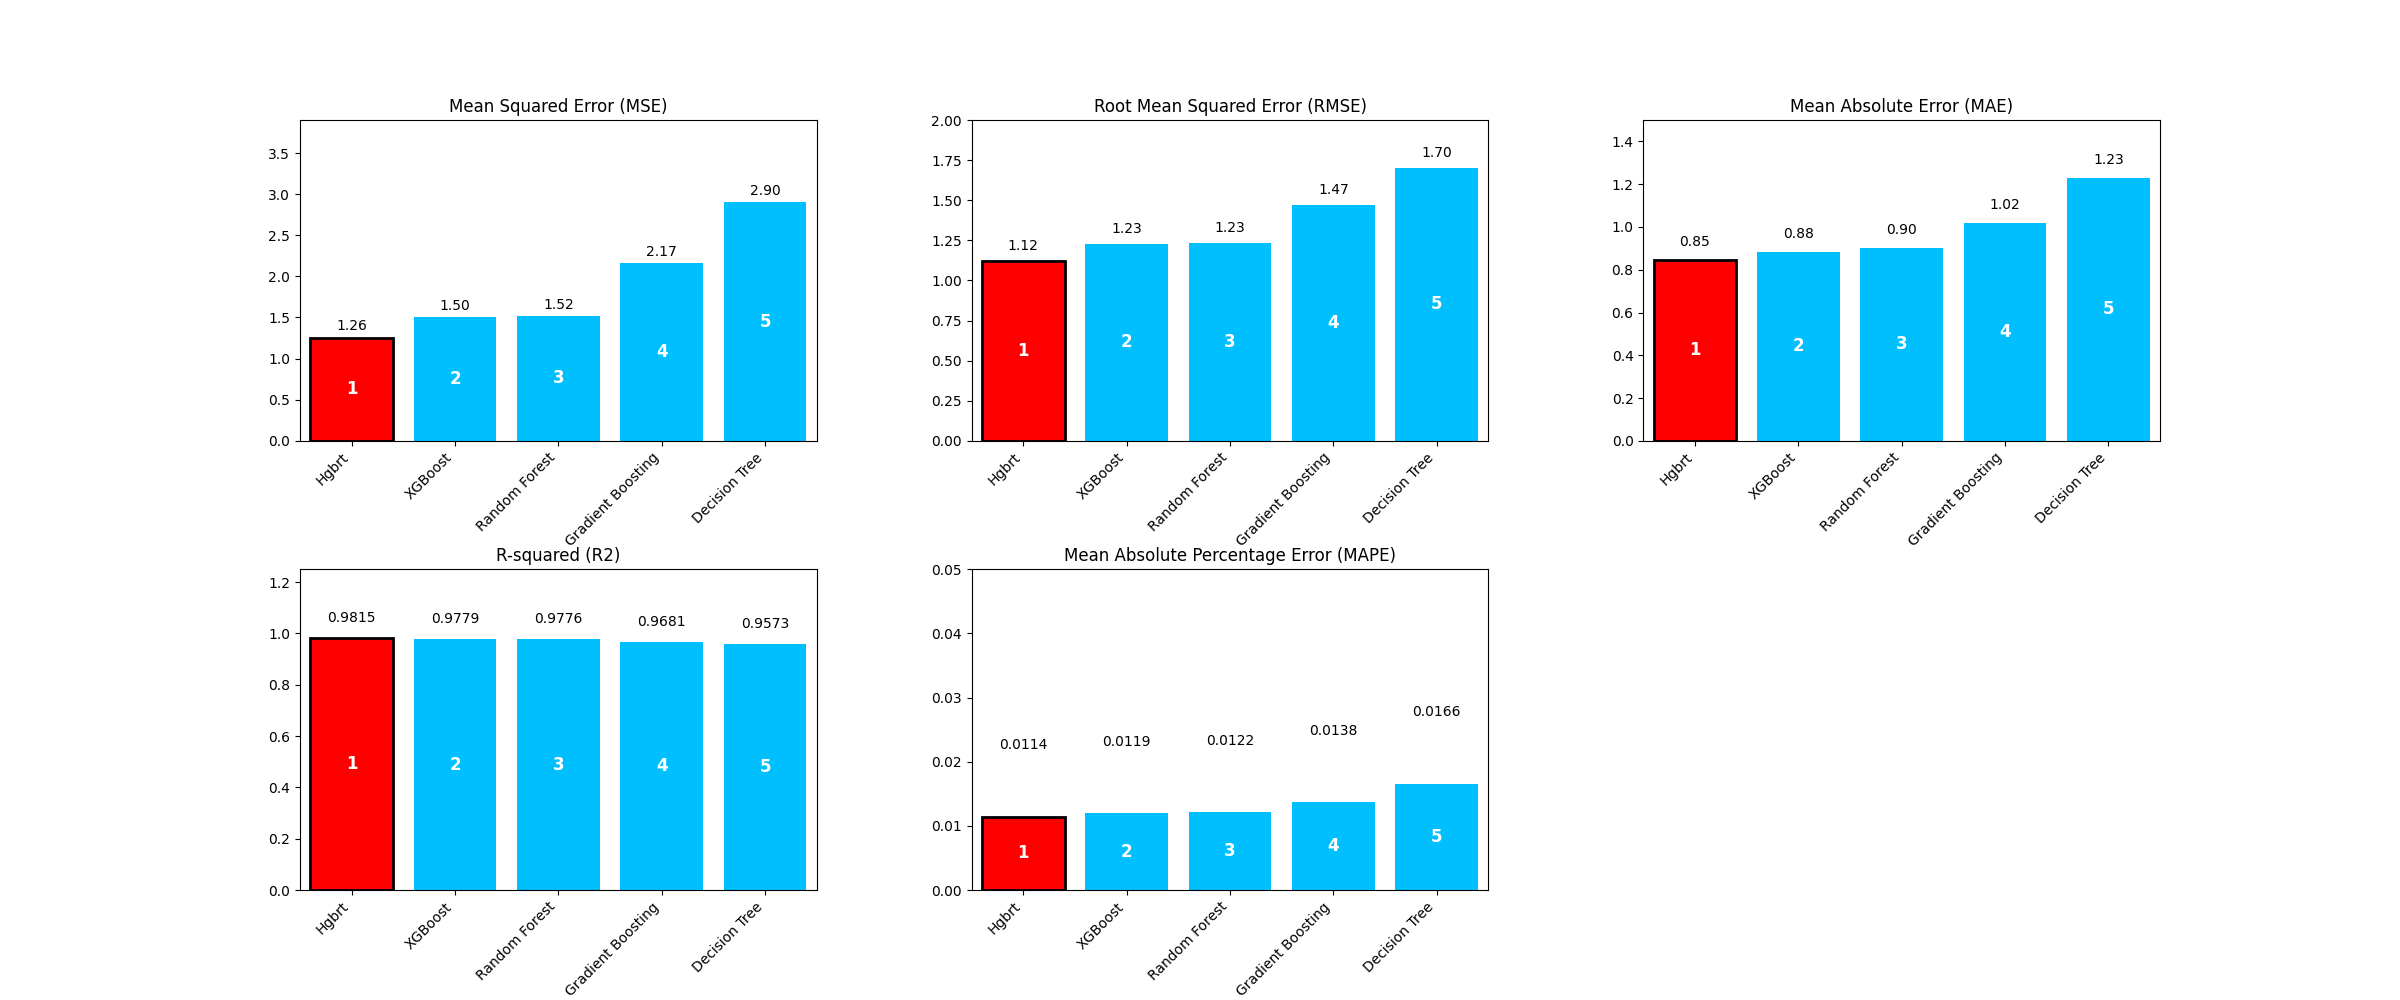 Mean Squared Error (MSE)
3.5
3.0
2.5
2.0
1.5
1.0
0.5
0.0
1.26
1.50
1.52
2.17
2.90
1
2
3
4
5
Hgbrt
XGBoost
Random Forest
Gradient Boosting
Decision Tree
Root Mean Squared Error (RMSE)
2.00
1.75
1.50
1.25
1.00
0.75
0.50
0.25
0.00
1.12
1.23
1.23
1.47
1.70
1
2
3
4
5
Hgbrt
XGBoost
Random Forest
Gradient Boosting
Decision Tree
Mean Absolute Error (MAE)
1.4
1.2
1.0
0.8
0.6
0.4
0.2
0.0
0.85
0.88
0.90
1.02
1.23
1
2
3
4
5
Hgbrt
XGBoost
Random Forest
Gradient Boosting
Decision Tree
R-squared (R2)
1.2
1.0
0.8
0.6
0.4
0.2
0.0
0.9815
0.9779
0.9776
0.9681
0.9573
1
2
3
4
5
Hgbrt
XGBoost
Random Forest
Gradient Boosting
Decision Tree
Mean Absolute Percentage Error (MAPE)
0.05
0.04
0.03
0.02
0.01
0.00
0.0114
0.0119
0.0122
0.0138
0.0166
1
2
3
4
5
Hgbrt
XGBoost
Random Forest
Gradient Boosting
Decision Tree